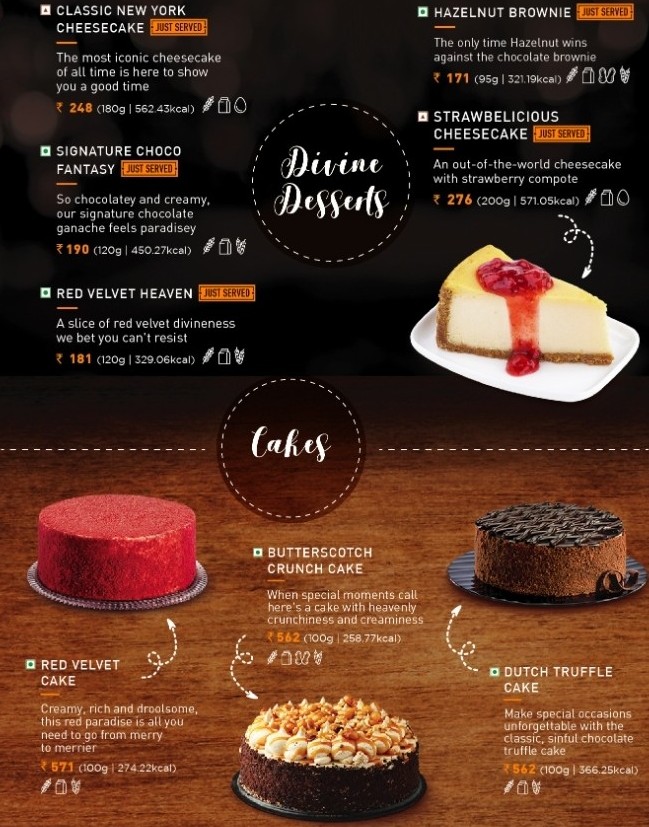 CLASSIC NEW YORK
CHEESECAKE JUST SERVED
The most iconic cheesecake
of all time is here to show
you a good time
₹ 248 (180g | 562.43kcal)
SIGNATURE CHOCO
FANTASY JUST SERVED
So chocolatey and creamy,
our signature chocolate
ganache feels paradisey
₹ 190 (120g | 450.27kcal)
RED VELVET HEAVEN JUST SERVED
A slice of red velvet divineness
we bet you can't resist
₹ 181 (120g | 329.06kcal)
Divine
Desserts
HAZELNUT BROWNIE JUST SERVED
The only time Hazelnut wins
against the chocolate brownie
₹ 171 (95g | 321.19kcal)
STRAWBELICIOUS
CHEESECAKE JUST SERVED
An out-of-the-world cheesecake
with strawberry compote
₹ 276 (200g | 571.05kcal)
Cakes
BUTTERSCOTCH
CRUNCH CAKE
When special moments call
here's a cake with heavenly
crunchiness and creaminess
₹ 562 (100g | 258.77kcal)
RED VELVET
CAKE
Creamy, rich and droolsome,
this red paradise is all you
need to go from merry
to merrier
₹ 571 (100g | 274.22kcal)
DUTCH TRUFFLE
CAKE
Make special occasions
unforgettable with the
classic, sinful chocolate
truffle cake
₹ 562 (100g | 366.25kcal)